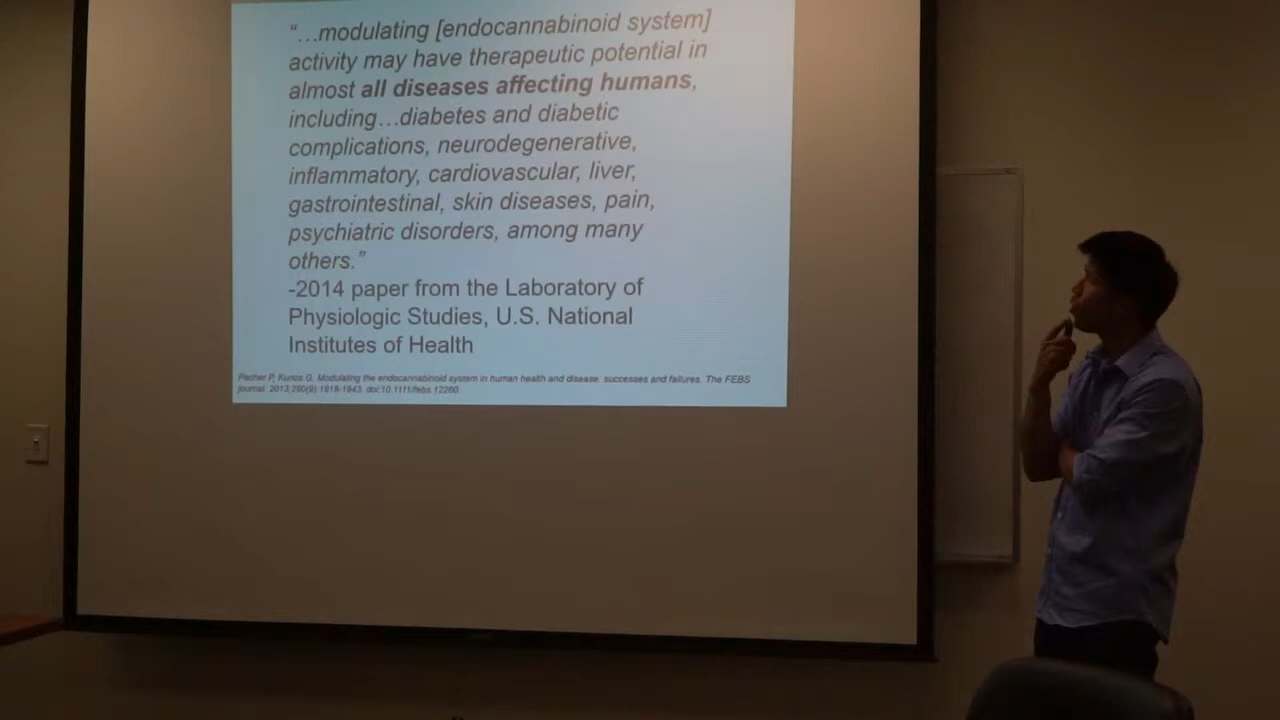 “…modulating [endocannabinoid system]
activity may have therapeutic potential in
almost all diseases affecting humans,
including…diabetes and diabetic
complications, neurodegenerative,
inflammatory, cardiovascular, liver,
gastrointestinal, skin diseases, pain,
psychiatric disorders, among many
others.”
-2014 paper from the Laboratory of
Physiologic Studies, U.S. National
Institutes of Health
Pacher P, Kunos G. Modulating the endocannabinoid system in human health and disease: successes and failures. The FEBS
journal. 2013;280(9):1918-1943. doi:10.1111/febs.12260.